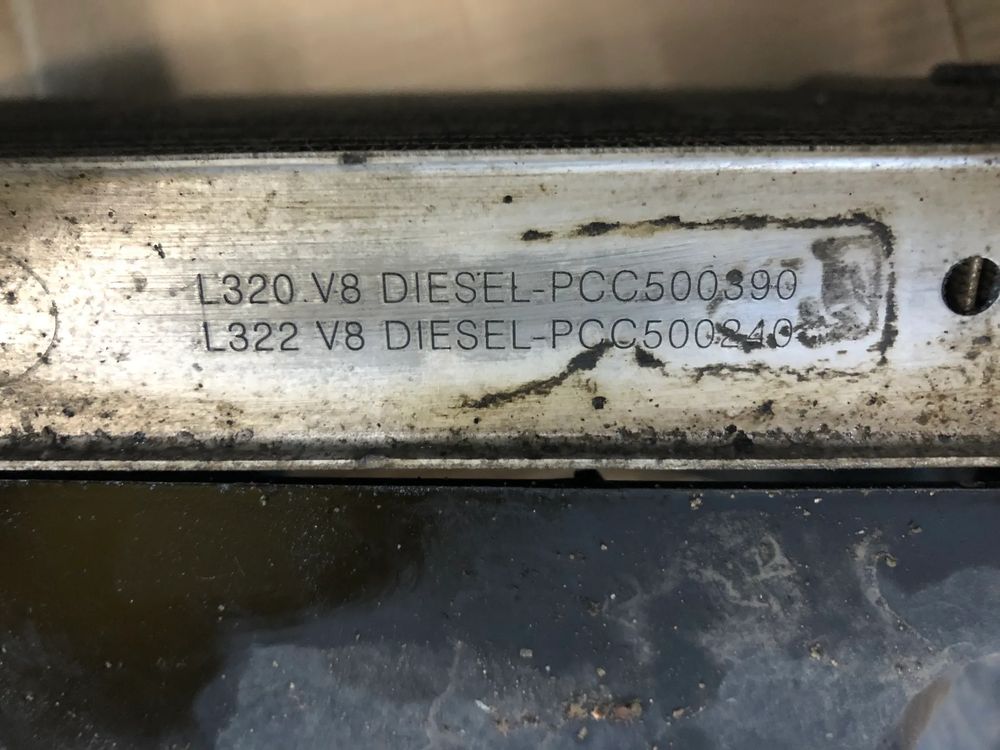 L320 V8 DIESEL-PCC500390
L322 V8 DIESEL-PCC500240